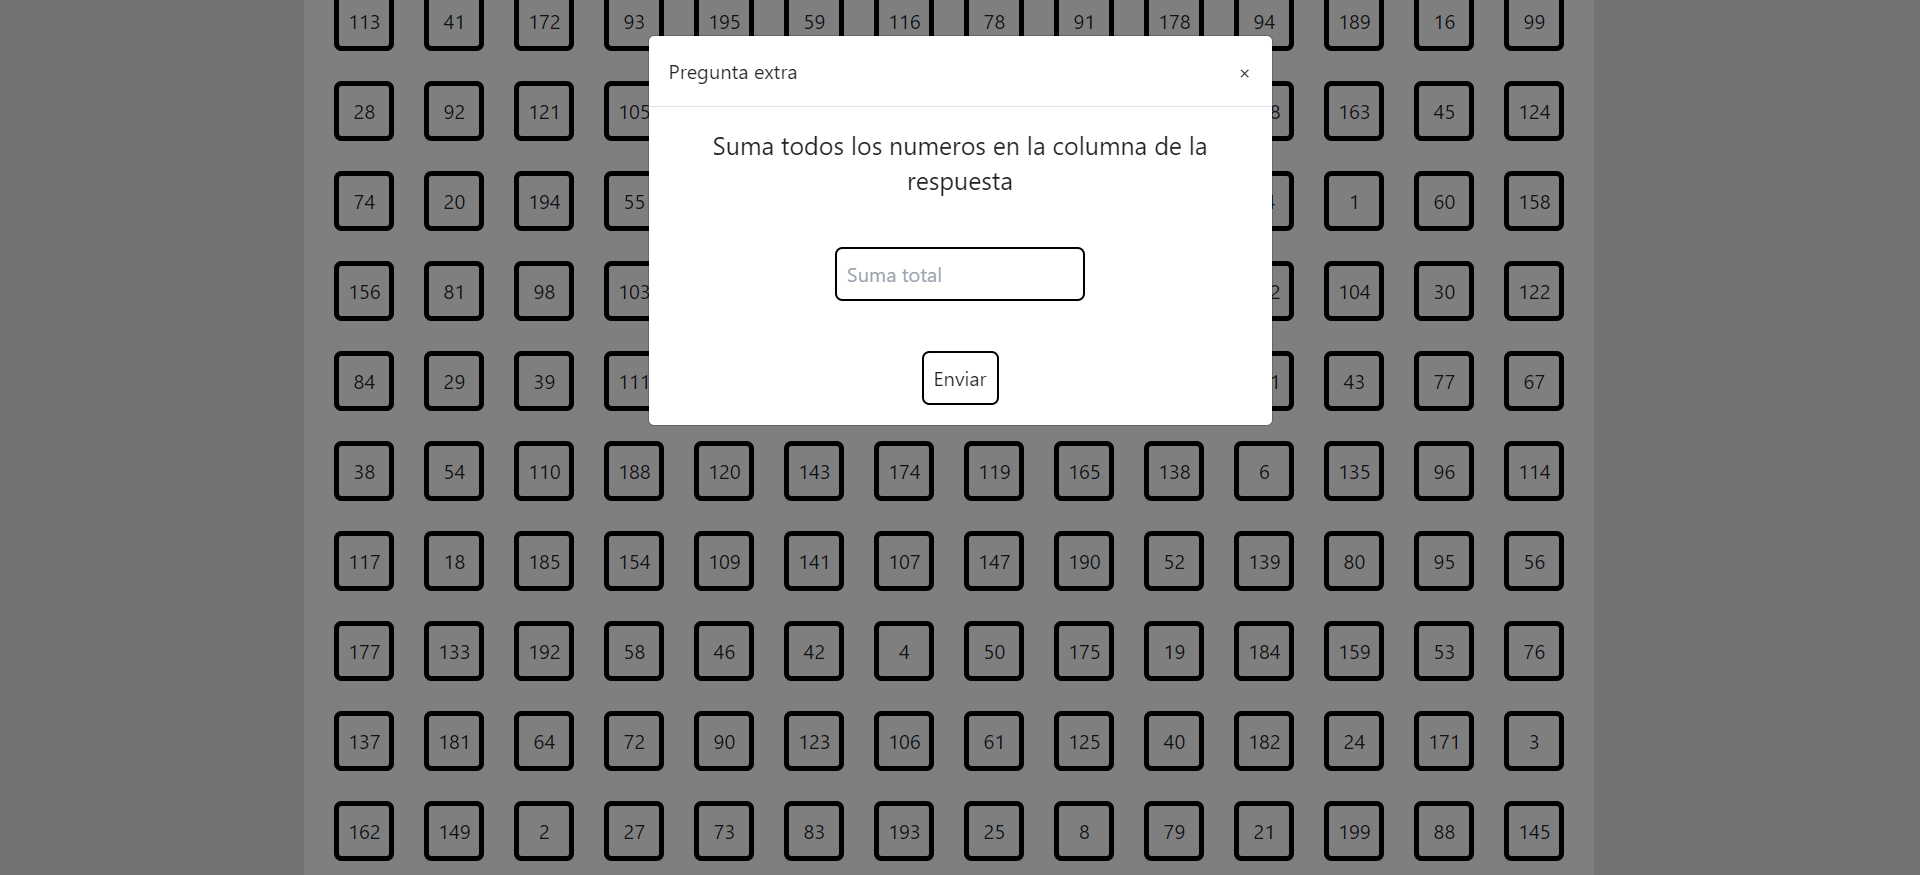 113 41 172 93 195 59 116 78 91 178 94 189 16 99
Pregunta extra ×
28 92 121 105 163 45 124
Suma todos los numeros en la columna de la
respuesta
74 20 194 55 1 60 158
Suma total
156 81 98 103 104 30 122
Enviar
84 29 39 111 43 77 67
38 54 110 188 120 143 174 119 165 138 6 135 96 114
117 18 185 154 109 141 107 147 190 52 139 80 95 56
177 133 192 58 46 42 4 50 175 19 184 159 53 76
137 181 64 72 90 123 106 61 125 40 182 24 171 3
162 149 2 27 73 83 193 25 8 79 21 199 88 145